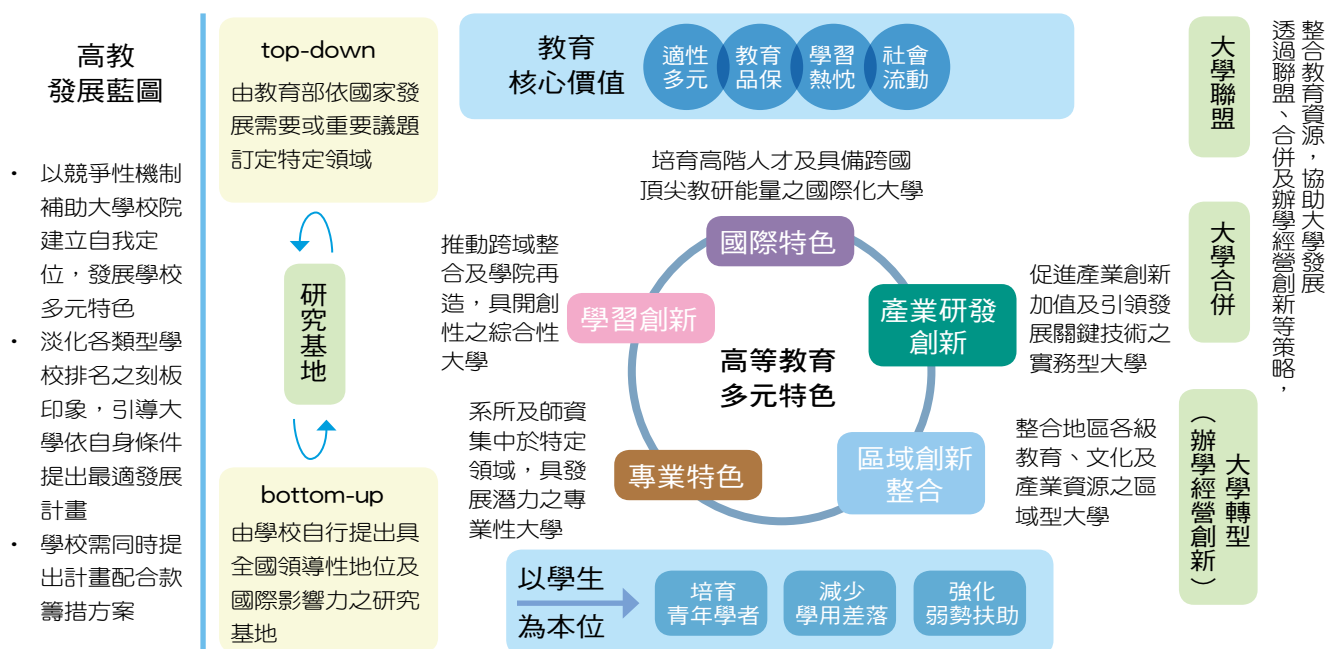 高教
發展藍圖
・ 以競爭性機制
補助大學校院
建立自我定
位，發展學校
多元特色
・ 淡化各類型學
校排名之刻板
印象，引導大
學依自身條件
提出最適發展
計畫
・ 學校需同時提
出計畫配合款
籌措方案
top-down
由教育部依國家發
展需要或重要議題
訂定特定領域
研究基地
bottom-up
由學校自行提出具
全國領導性地位及
國際影響力之研究
基地
教育
核心價值
適性
多元
教育
品保
學習
熱忱
社會
流動
培育高階人才及具備跨國
頂尖教研能量之國際化大學
國際特色
推動跨域整
合及學院再
造，具開創
性之綜合性
大學
學習創新
產業研發
創新
促進產業創新
加值及引領發
展關鍵技術之
實務型大學
高等教育
多元特色
系所及師資
集中於特定
領域，具發
展潛力之專
業性大學
專業特色
區域創新
整合
整合地區各級
教育、文化及
產業資源之區
域型大學
以學生
為本位
培育
青年學者
減少
學用差落
強化
弱勢扶助
大學聯盟
大學合併
大學轉型
（辦學經營創新）
整合教育資源，協助大學發展
透過聯盟、合併及辦學經營創新等策略，